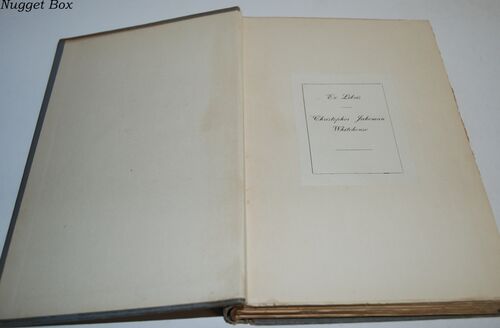 Nugget Box
Ex Libris
Christopher Jakeman
Whitehouse